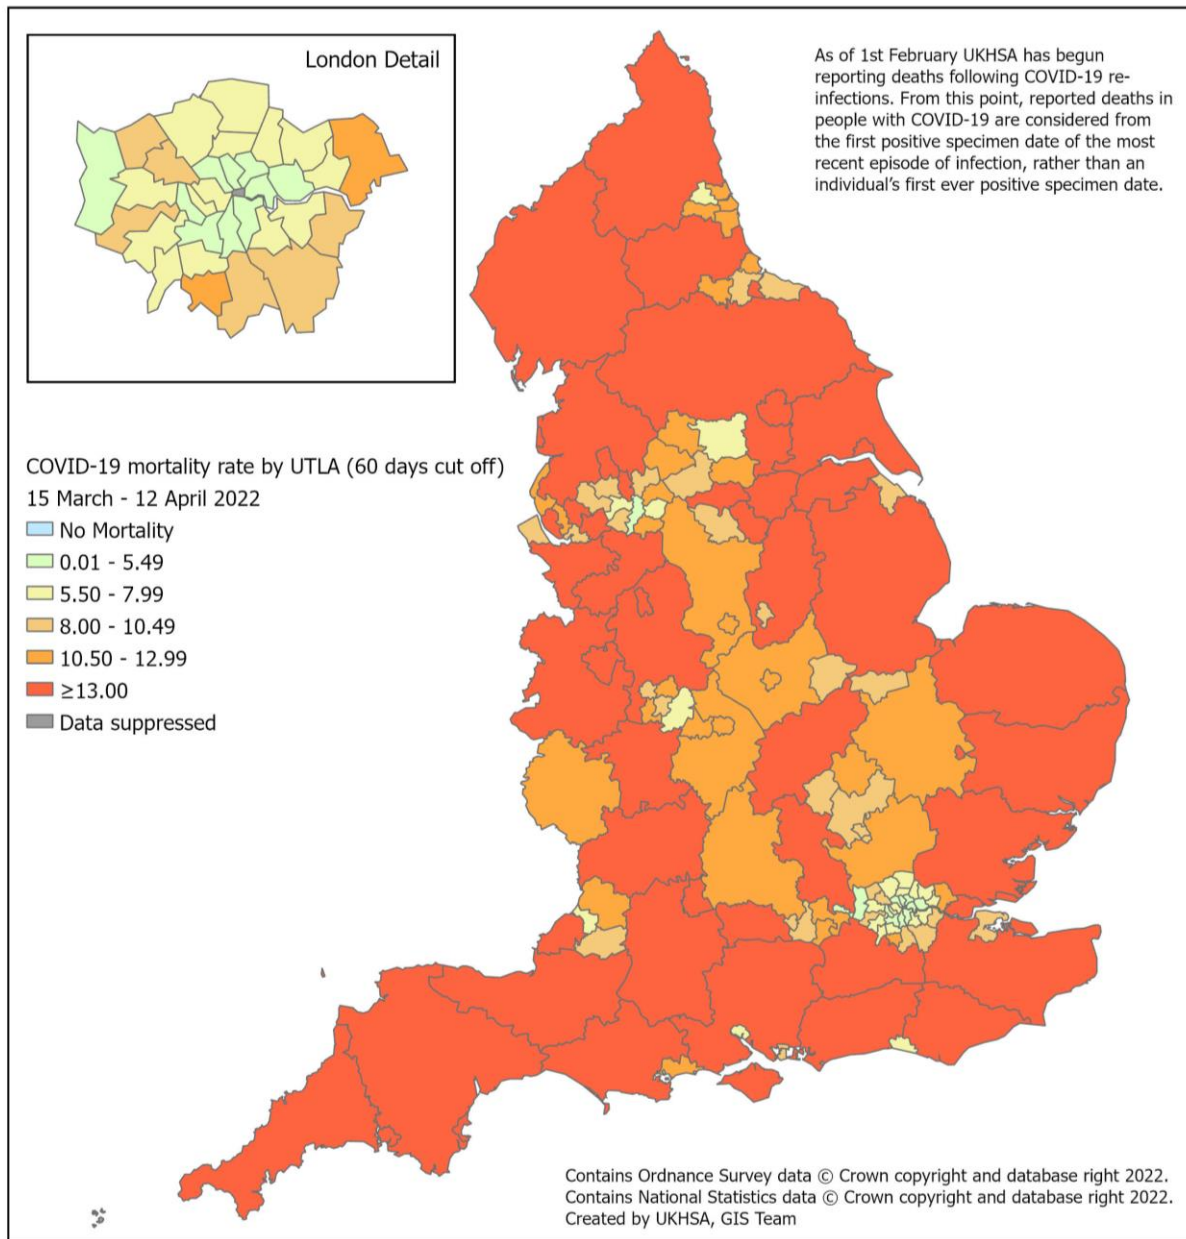 London Detail
As of 1st February UKHSA has begun
reporting deaths following COVID-19 re-
infections. From this point, reported deaths in
people with COVID-19 are considered from
the first positive specimen date of the most
recent episode of infection, rather than an
individual's first ever positive specimen date.
COVID-19 mortality rate by UTLA (60 days cut off)
15 March - 12 April 2022
No Mortality
0.01 - 5.49
5.50 - 7.99
8.00 - 10.49
10.50 - 12.99
≥13.00
Data suppressed
Contains Ordnance Survey data © Crown copyright and database right 2022.
Contains National Statistics data © Crown copyright and database right 2022.
Created by UKHSA, GIS Team